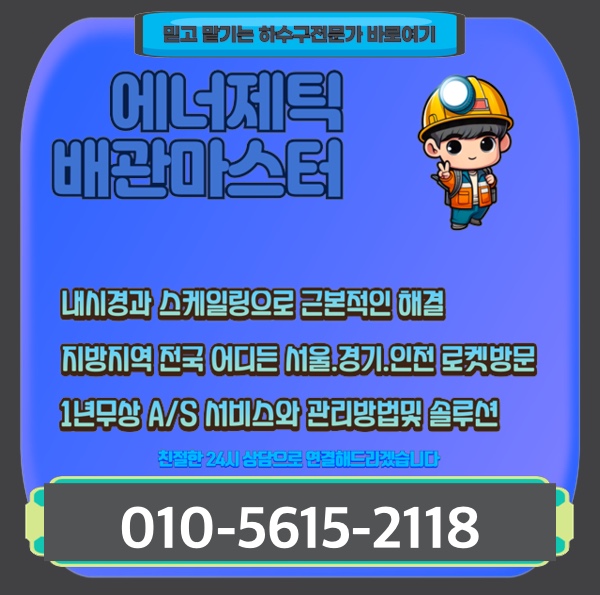 믿고 맡기는 하수구전문가 바로여기
에너제틱
배관마스터
내시경과 스케일링으로 근본적인 해결
지방지역 전국 어디든 서울.경기.인천 로켓방문
1년무상 A/S 서비스와 관리방법및 솔루션
친절한 24시 상담으로 연결해드리겠습니다
010-5615-2118